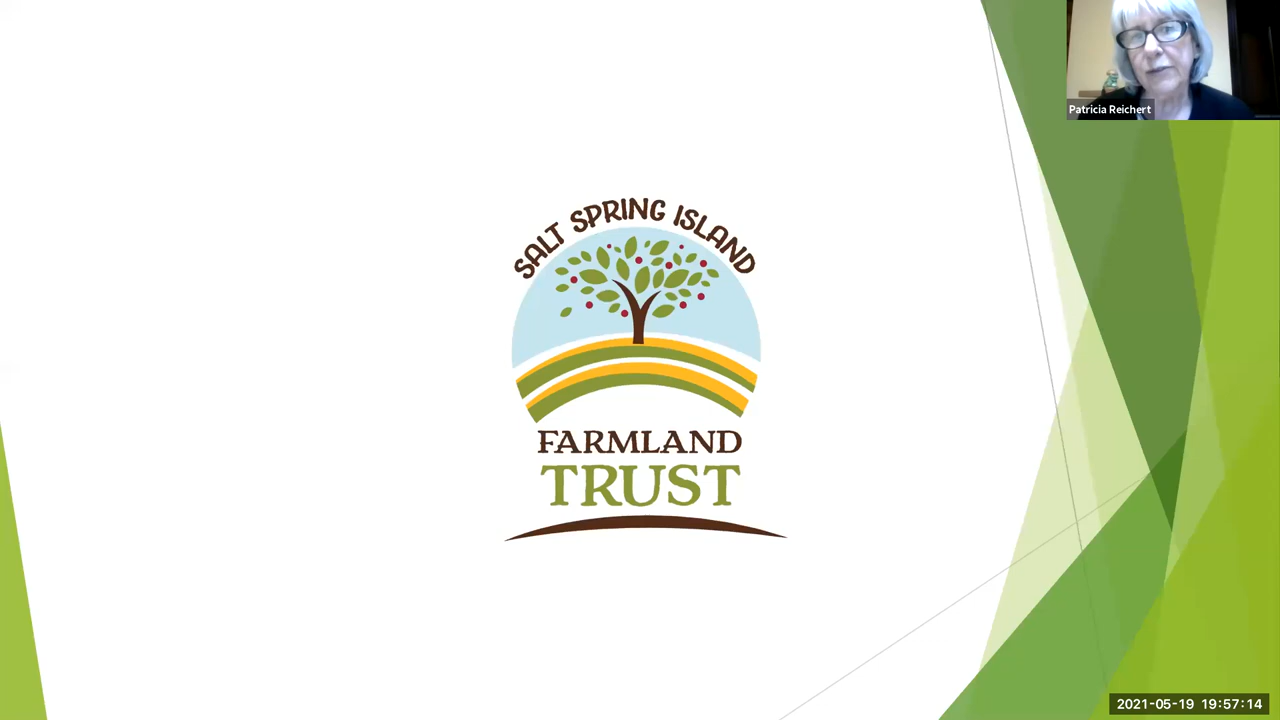 Patricia Reichert
SALT SPRING ISLAND
FARMLAND
TRUST
2021-05-19 19:57:14